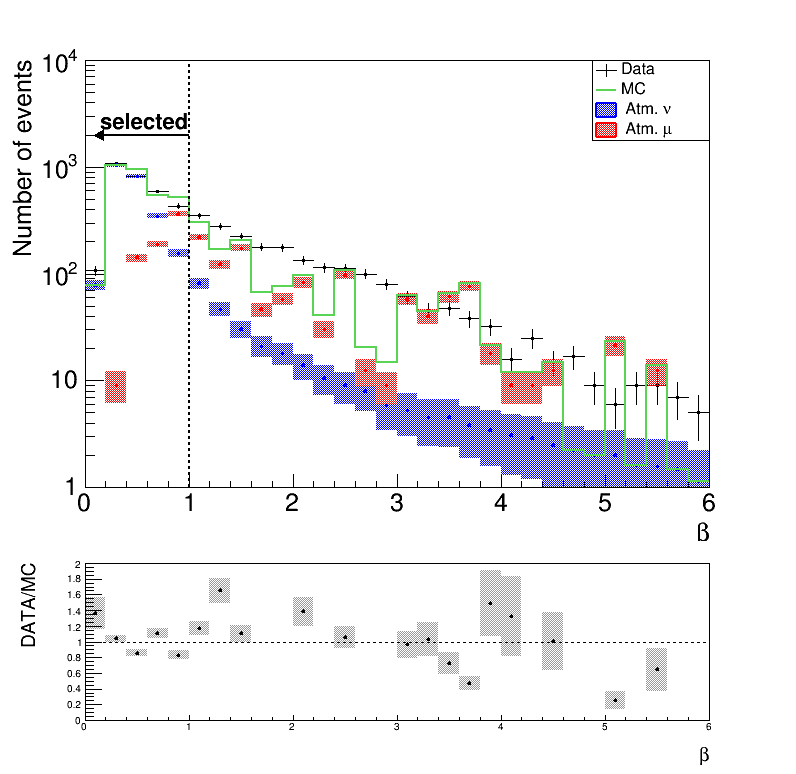 Number of events
10⁴
10³
10²
10
1
selected
Data
MC
Atm. ν
Atm. μ
0 1 2 3 4 5 6
β
DATA/MC
2
1.8
1.6
1.4
1.2
1
0.8
0.6
0.4
0.2
0
0 1 2 3 4 5 6
β